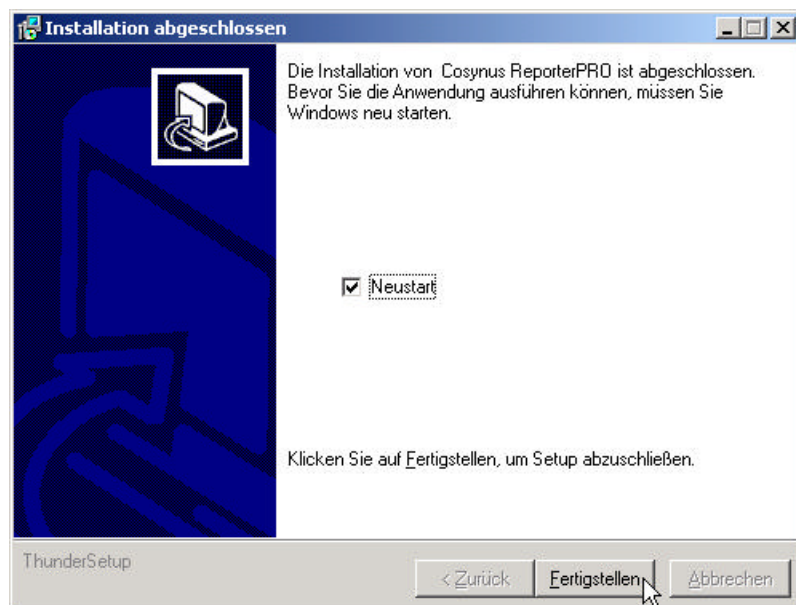 Installation abgeschlossen
Die Installation von  Cosynus ReporterPRO ist abgeschlossen.
Bevor Sie die Anwendung ausführen können, müssen Sie
Windows neu starten.
Neustart
Klicken Sie auf Fertigstellen, um Setup abzuschließen.
ThunderSetup
< Zurück
Fertigstellen
Abbrechen